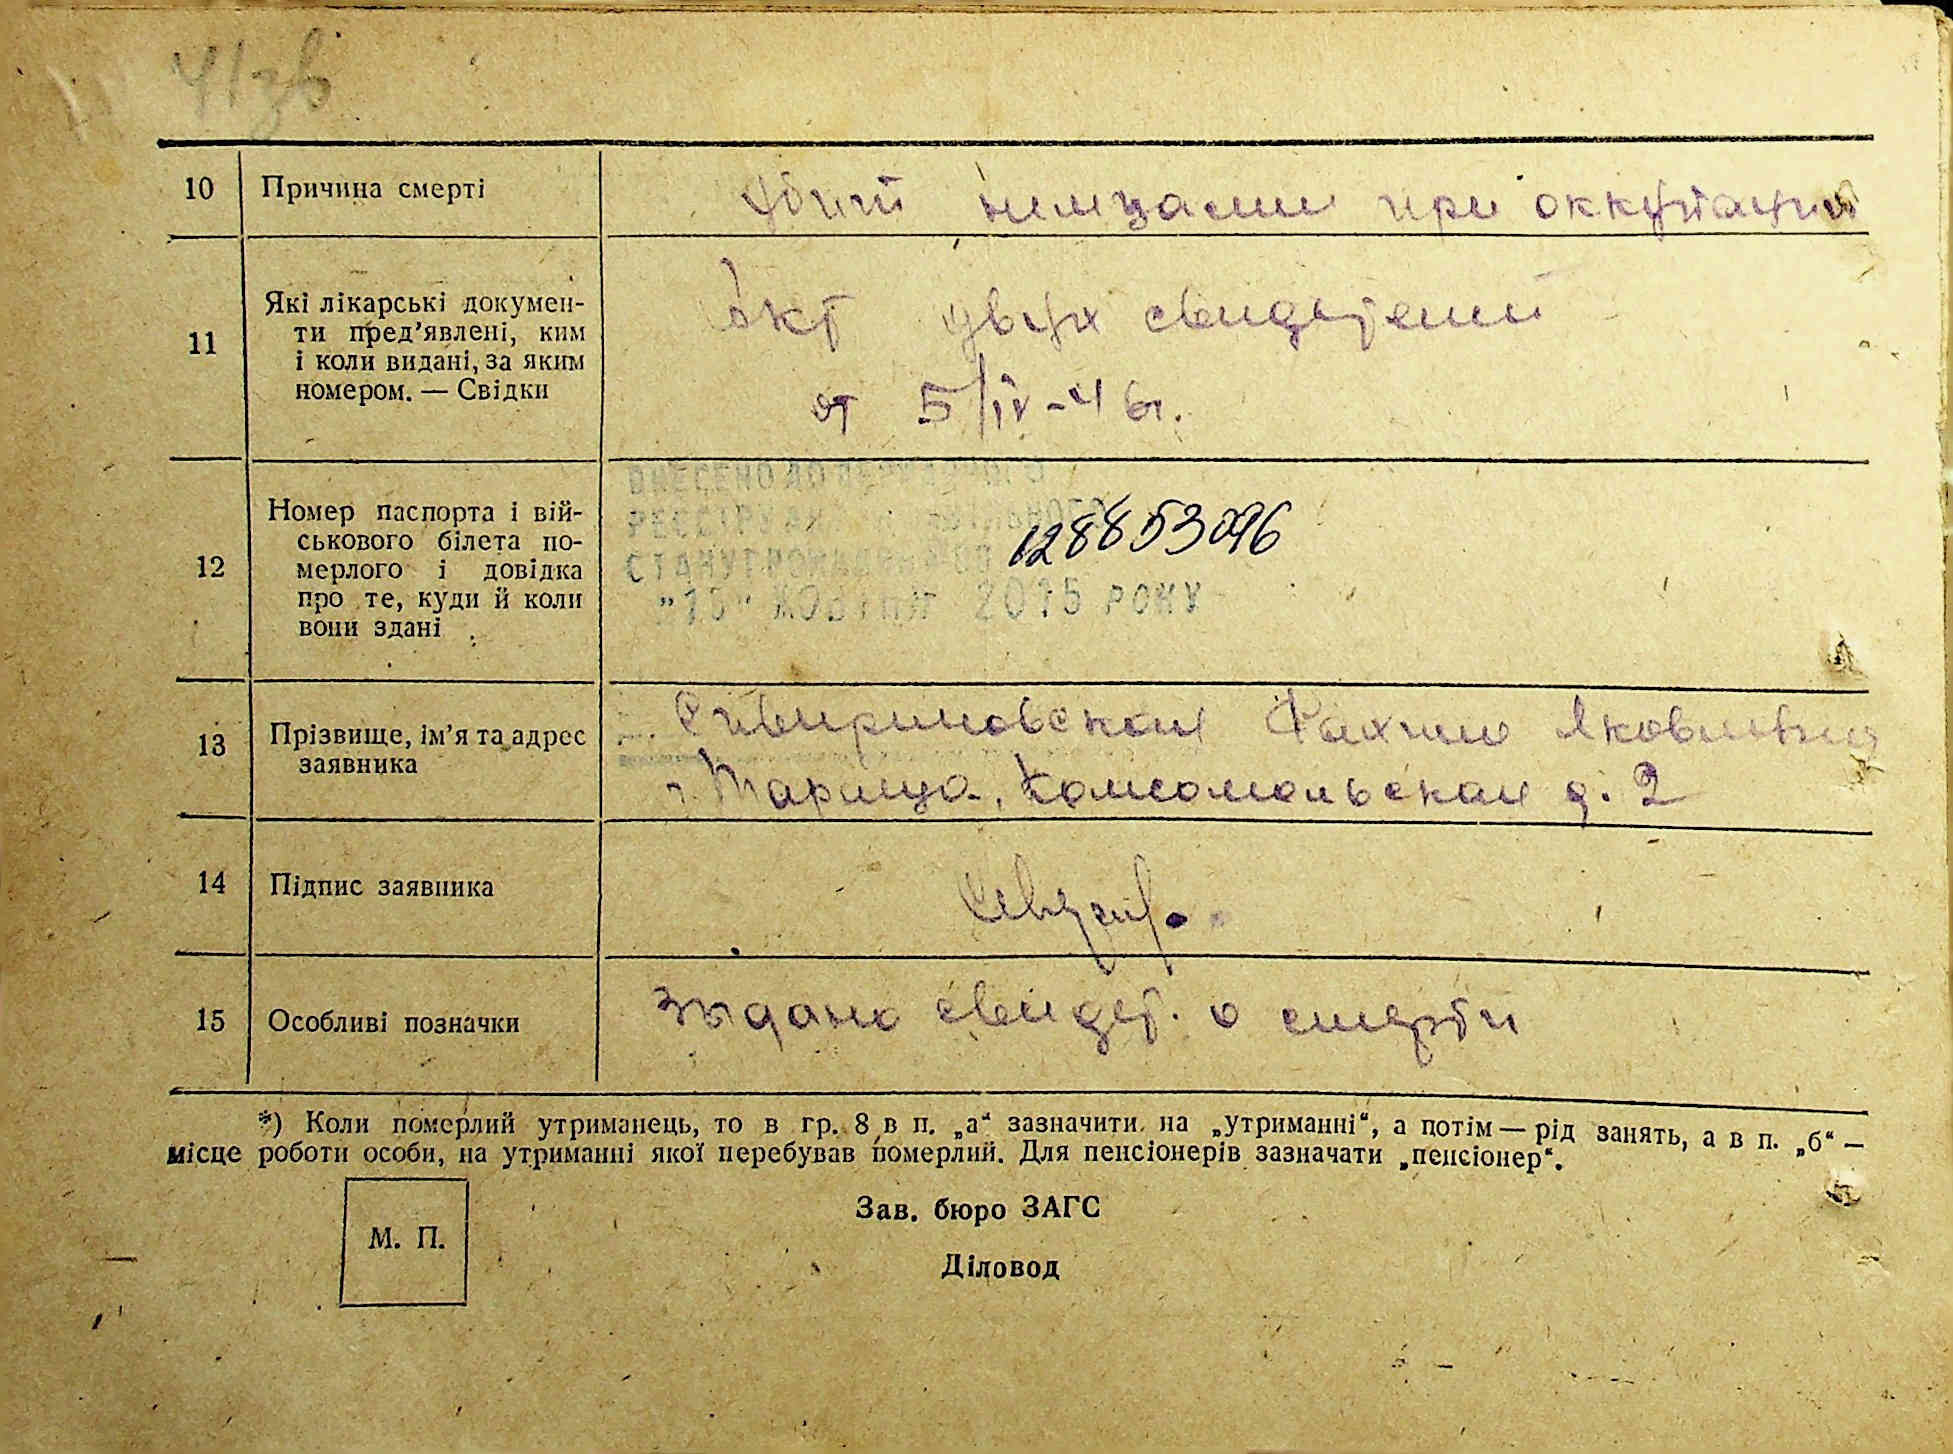 41зв
10 Причина смерті
Убит немцами при оккупации
11 Які лікарські докумен-
ти пред’явлені, ким
і коли видані, за яким
номером. — Свідки
Акт двух свидетелей
от 5/IV-46г.
12 Номер паспорта і вій-
ськового білета по-
мерлого і довідка
про те, куди й коли
вони здані
ВНЕСЕНО ДО ДЕРЖАВНОГО
РЕЄСТРУ АКТІВ ЦИВІЛЬНОГО
СТАНУ ГРОМАДЯН ЗА №
128853096
"15" ЖОВТНЯ 2015 РОКУ
13 Прізвище, ім’я та адрес
заявника
Яковлевна
г. Тараща, Комсомольская д. 2
14 Підпис заявника
15 Особливі позначки
Выдано свидет. о смерти
*) Коли померлий утриманець, то в гр. 8 в п. „а“ зазначити на „утриманні“, а потім — рід занять, а в п. „б“ —
місце роботи особи, на утриманні якої перебував померлий. Для пенсіонерів зазначати „пенсіонер“.
М. П.
Зав. бюро ЗАГС
Діловод